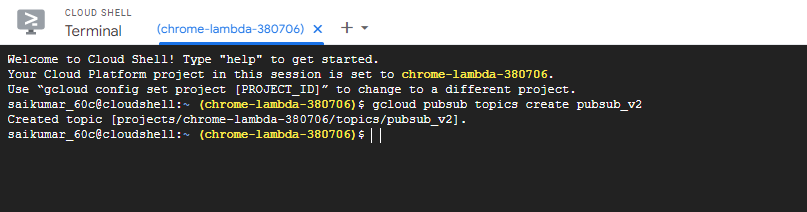 CLOUD SHELL
Terminal
(chrome-lambda-380706)
Welcome to Cloud Shell! Type "help" to get started.
Your Cloud Platform project in this session is set to chrome-lambda-380706.
Use “gcloud config set project [PROJECT_ID]” to change to a different project.
saikumar_60c@cloudshell:~ (chrome-lambda-380706)$ gcloud pubsub topics create pubsub_v2
Created topic [projects/chrome-lambda-380706/topics/pubsub_v2].
saikumar_60c@cloudshell:~ (chrome-lambda-380706)$